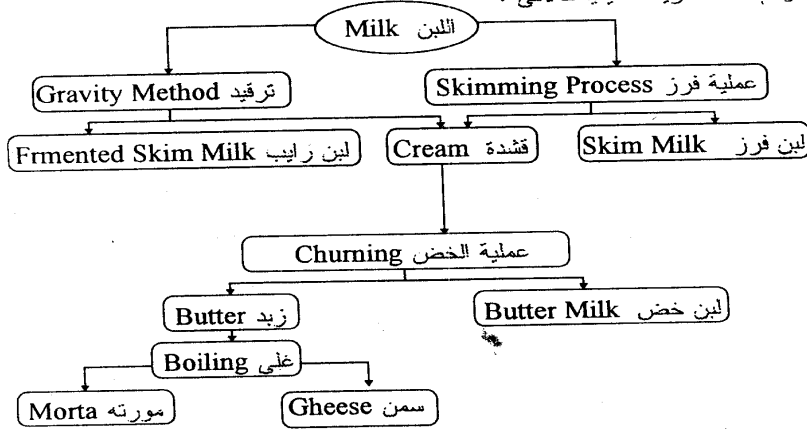 Milk اللبن
Gravity Method ترقيد
Skimming Process عملية فرز
Frmented Skim Milk لبن رايب
Cream قشدة
Skim Milk لبن فرز
Churning عملية الخض
Butter زبد
Butter Milk لبن خض
Boiling غلى
Morta مورته
Gheese سمن